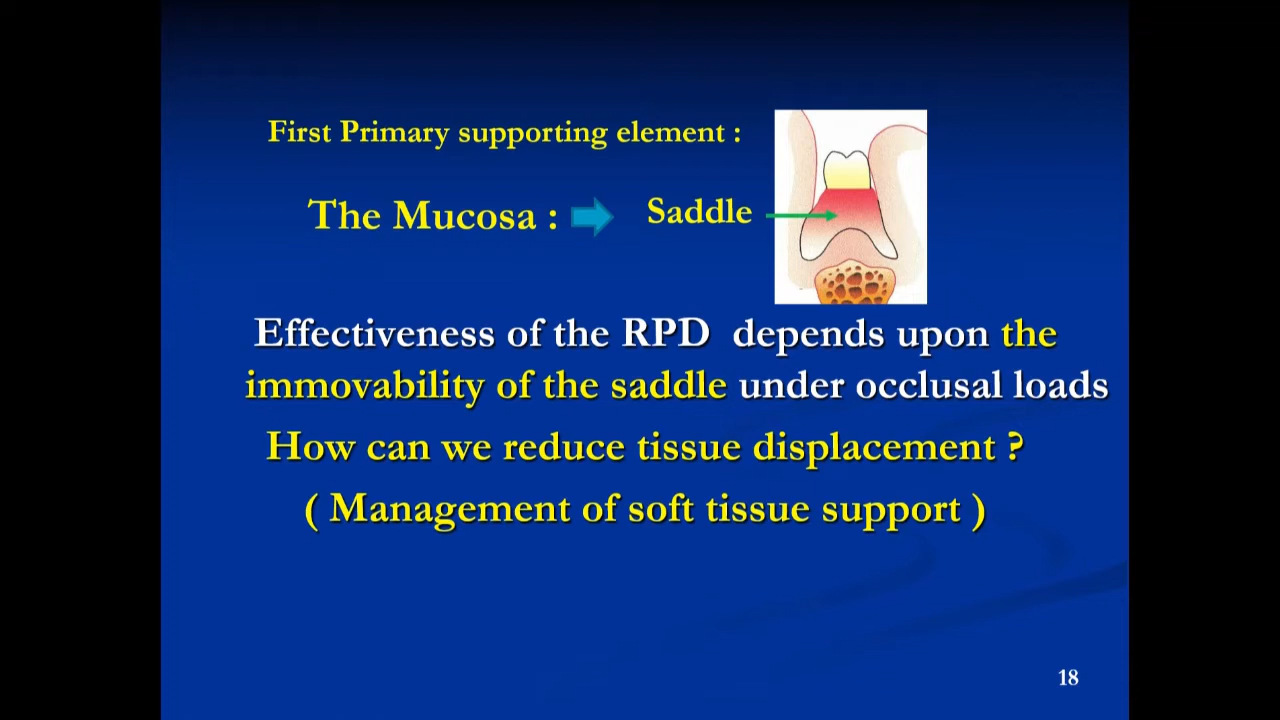 First Primary supporting element :
The Mucosa : Saddle
Effectiveness of the RPD depends upon the
immovability of the saddle under occlusal loads
How can we reduce tissue displacement ?
( Management of soft tissue support )
18